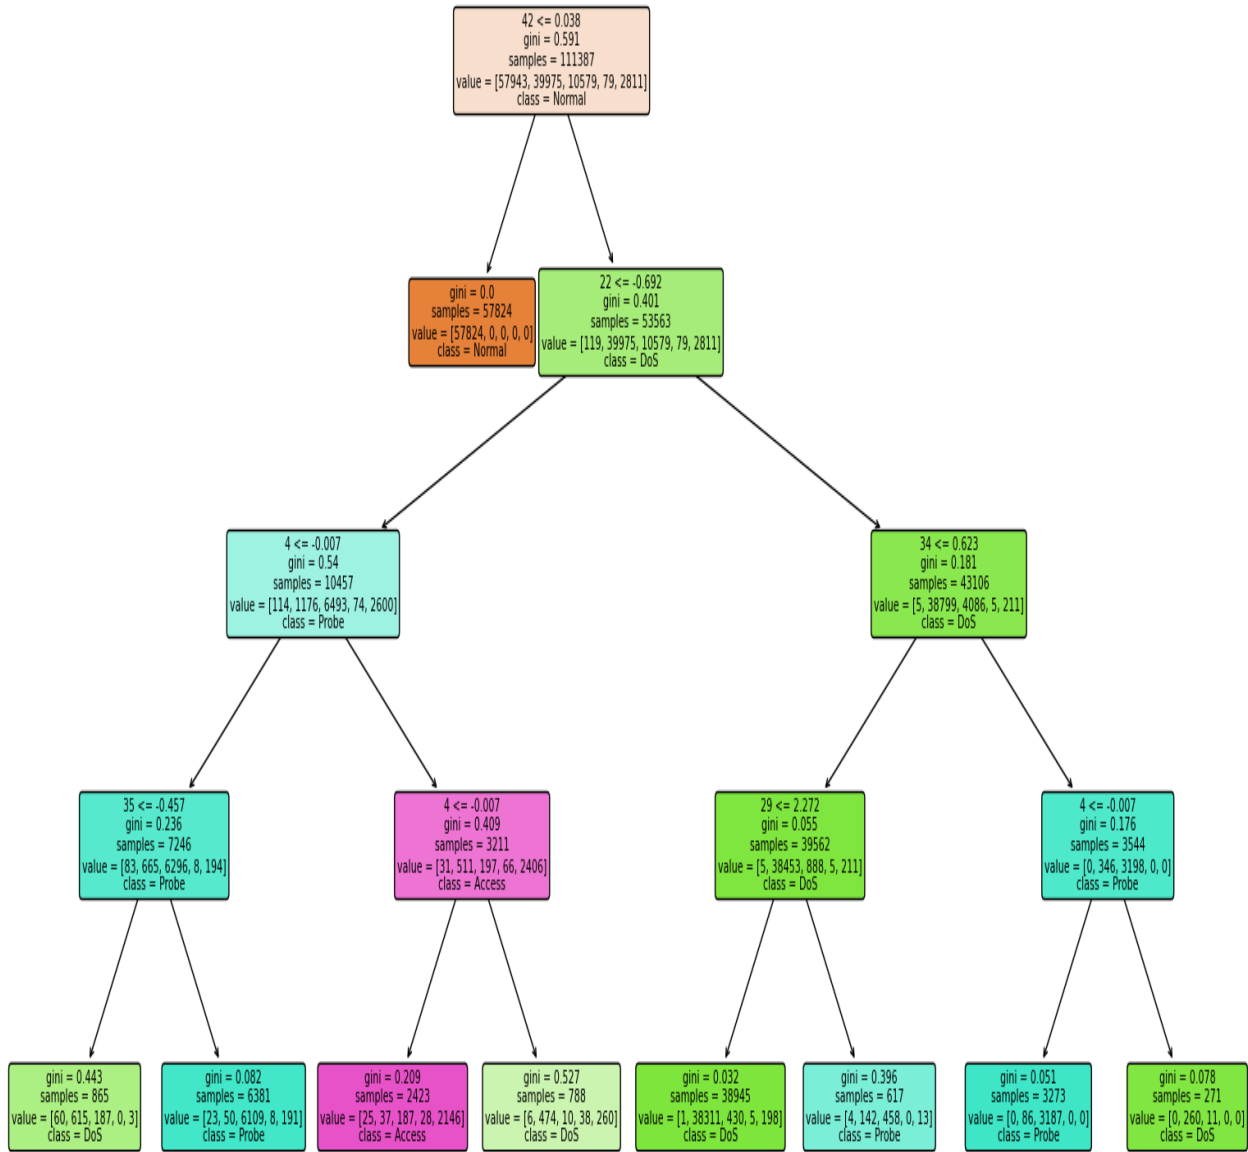 42 <= 0.038
gini = 0.591
samples = 111387
value = [57943, 39975, 10579, 79, 2811]
class = Normal
gini = 0.0
samples = 57824
value = [57824, 0, 0, 0, 0]
class = Normal
22 <= -0.692
gini = 0.401
samples = 53563
value = [119, 39975, 10579, 79, 2811]
class = DoS
4 <= -0.007
gini = 0.54
samples = 10457
value = [114, 1176, 6493, 74, 2600]
class = Probe
34 <= 0.623
gini = 0.181
samples = 43106
value = [5, 38799, 4086, 5, 211]
class = DoS
35 <= -0.457
gini = 0.236
samples = 7246
value = [83, 665, 6296, 8, 194]
class = Probe
4 <= -0.007
gini = 0.409
samples = 3211
value = [31, 511, 197, 66, 2406]
class = Access
29 <= 2.272
gini = 0.055
samples = 39562
value = [5, 38453, 888, 5, 211]
class = DoS
4 <= -0.007
gini = 0.176
samples = 3544
value = [0, 346, 3198, 0, 0]
class = Probe
gini = 0.443
samples = 865
value = [60, 615, 187, 0, 3]
class = DoS
gini = 0.082
samples = 6381
value = [23, 50, 6109, 8, 191]
class = Probe
gini = 0.209
samples = 2423
value = [25, 37, 187, 28, 2146]
class = Access
gini = 0.527
samples = 788
value = [6, 474, 10, 38, 260]
class = DoS
gini = 0.032
samples = 38945
value = [1, 38311, 430, 5, 198]
class = DoS
gini = 0.396
samples = 617
value = [4, 142, 458, 0, 13]
class = Probe
gini = 0.051
samples = 3273
value = [0, 86, 3187, 0, 0]
class = Probe
gini = 0.078
samples = 271
value = [0, 260, 11, 0, 0]
class = DoS